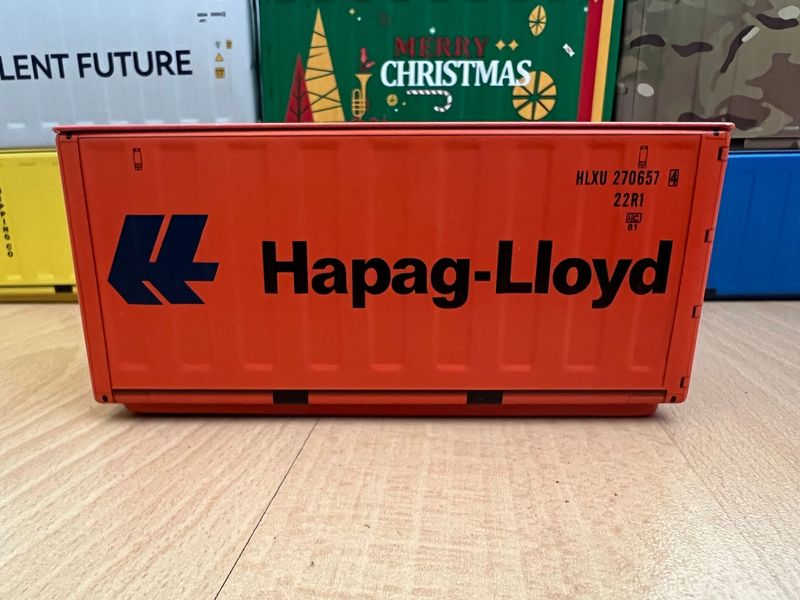 LENT FUTURE
MERRY
CHRISTMAS
HLXU 270657 4
22R1
Hapag-Lloyd